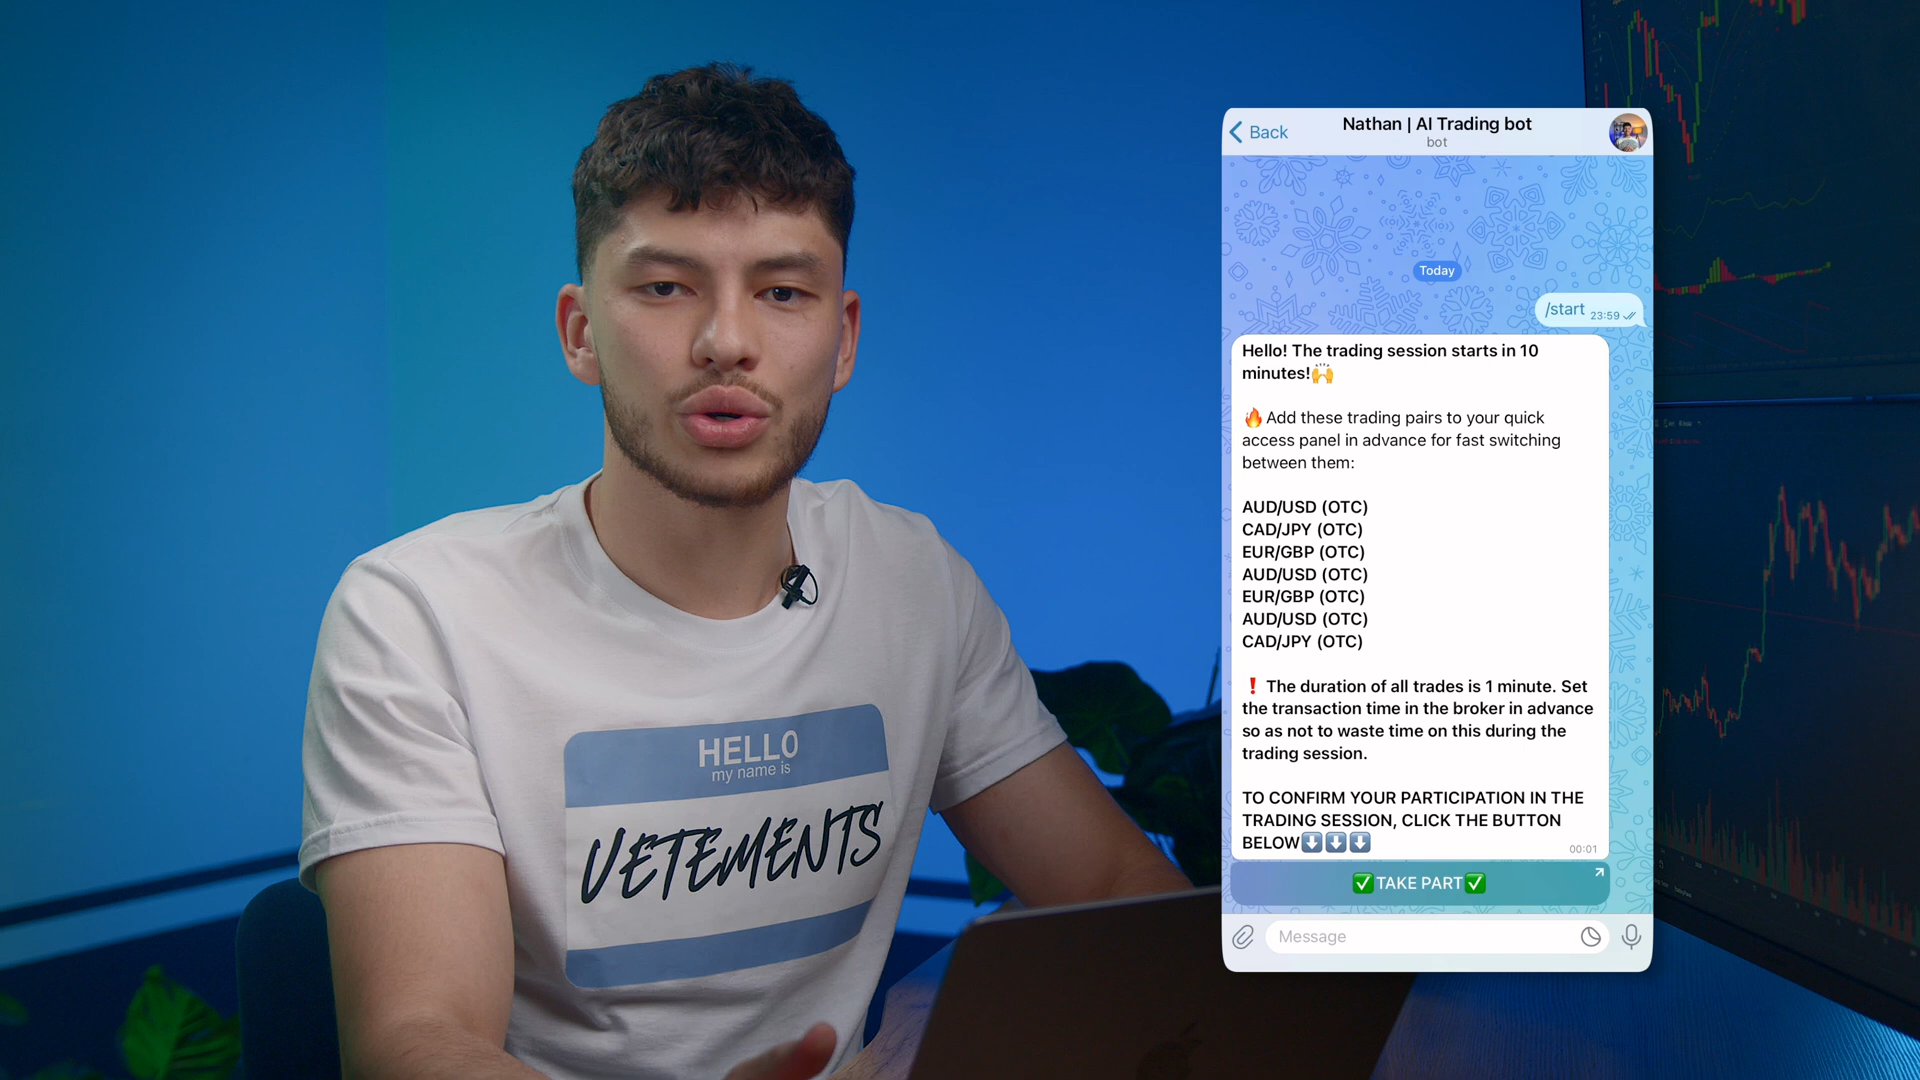 HELLO
my name is
VETEMENTS
Back
Nathan | AI Trading bot
bot
Today
/start 23:59
Hello! The trading session starts in 10
minutes!🙌
🔥Add these trading pairs to your quick
access panel in advance for fast switching
between them:
AUD/USD (OTC)
CAD/JPY (OTC)
EUR/GBP (OTC)
AUD/USD (OTC)
EUR/GBP (OTC)
AUD/USD (OTC)
CAD/JPY (OTC)
❗ The duration of all trades is 1 minute. Set
the transaction time in the broker in advance
so as not to waste time on this during the
trading session.
TO CONFIRM YOUR PARTICIPATION IN THE
TRADING SESSION, CLICK THE BUTTON
BELOW⬇️⬇️⬇️
00:01
✅TAKE PART✅
Message